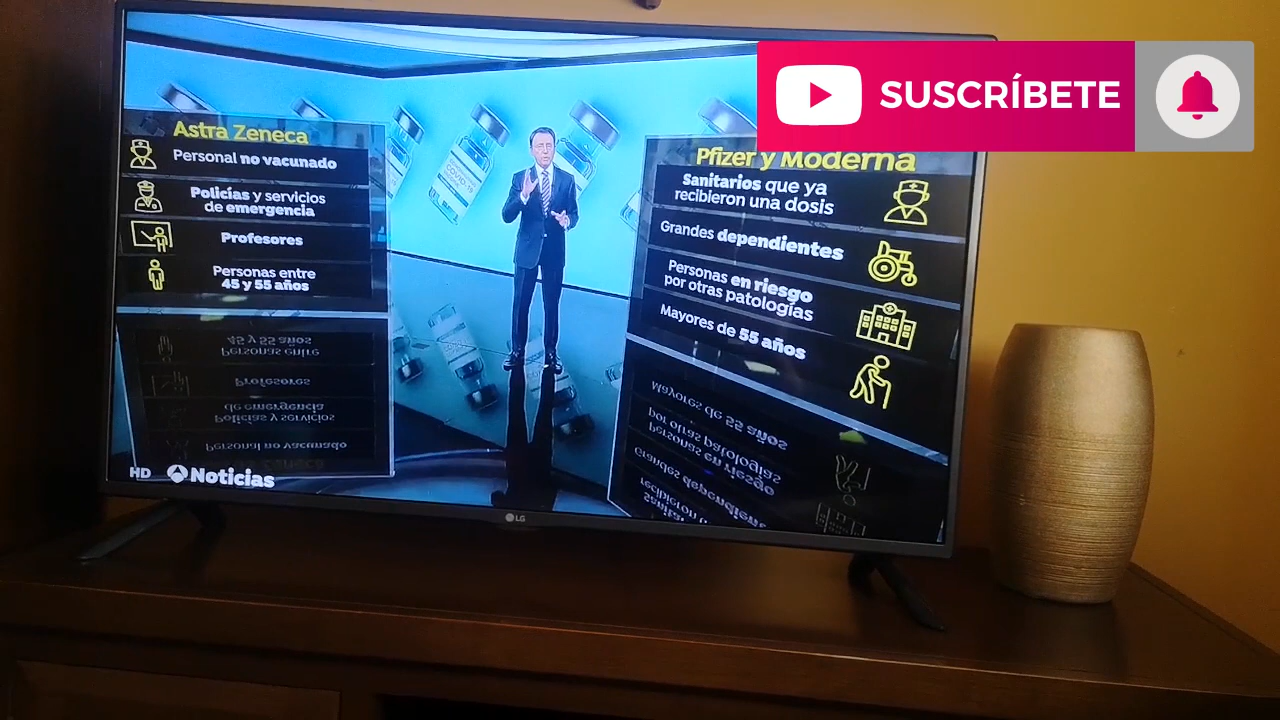 SUSCRÍBETE
Astra Zeneca
Personal no vacunado
Policías y servicios
de emergencia
Profesores
Personas entre
45 y 55 años
Pfizer y Moderna
Sanitarios que ya
recibieron una dosis
Grandes dependientes
Personas en riesgo
por otras patologías
Mayores de 55 años
COVID-19
HD
Noticias
LG